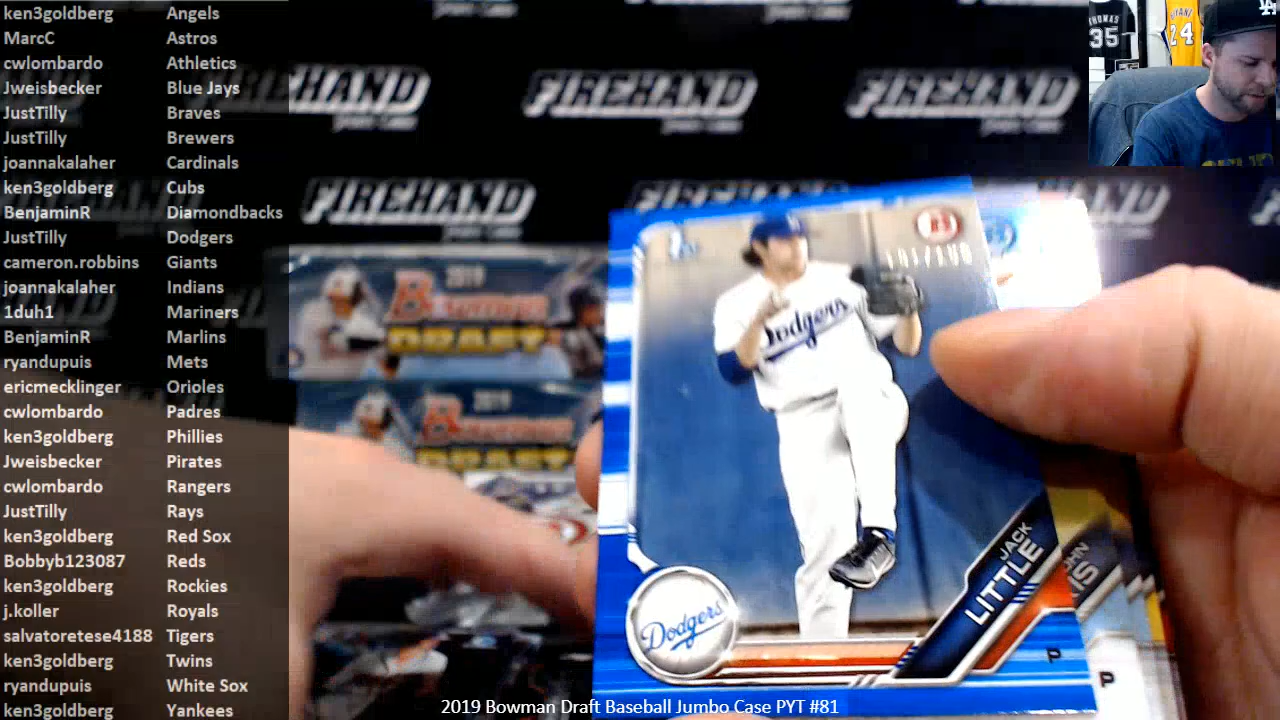 ken3goldberg Angels
MarcC Astros
cwlombardo Athletics
Jweisbecker Blue Jays
JustTilly Braves
JustTilly Brewers
joannakalaher Cardinals
ken3goldberg Cubs
BenjaminR Diamondbacks
JustTilly Dodgers
cameron.robbins Giants
joannakalaher Indians
1duh1 Mariners
BenjaminR Marlins
ryandupuis Mets
ericmecklinger Orioles
cwlombardo Padres
ken3goldberg Phillies
Jweisbecker Pirates
cwlombardo Rangers
JustTilly Rays
ken3goldberg Red Sox
Bobbyb123087 Reds
ken3goldberg Rockies
j.koller Royals
salvatoretese4188 Tigers
ken3goldberg Twins
ryandupuis White Sox
ken3goldberg Yankees
FIREHAND
FIREHAND
FIREHAND
FIREHAND
THOMAS
35
24
LA
2019
Bowman
DRAFT
2019
Bowman
DRAFT
1st
Dodgers
JACK
LITTLE
Dodgers
P
P
2019 Bowman Draft Baseball Jumbo Case PYT #81